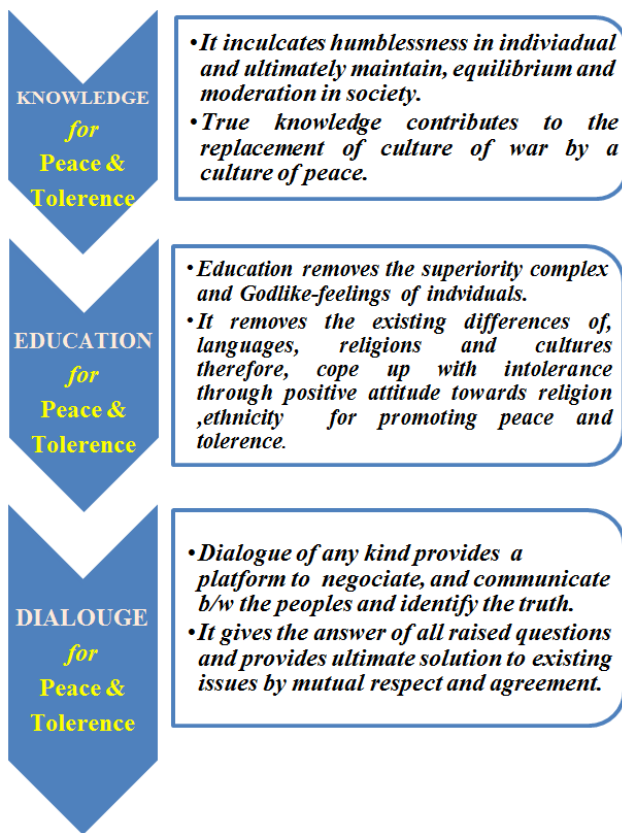 KNOWLEDGE
for
Peace &
Tolerence
• It inculcates humblessness in indiviadual
and ultimately maintain, equilibrium and
moderation in society.
• True knowledge contributes to the
replacement of culture of war by a
culture of peace.
EDUCATION
for
Peace &
Tolerence
• Education removes the superiority complex
and Godlike-feelings of indviduals.
• It removes the existing differences of,
languages, religions and cultures
therefore, cope up with intolerance
through positive attitude towards religion
,ethnicity for promoting peace and
tolerence.
DIALOUGE
for
Peace &
Tolerence
• Dialogue of any kind provides a
platform to negociate, and communicate
b/w the peoples and identify the truth.
• It gives the answer of all raised questions
and provides ultimate solution to existing
issues by mutual respect and agreement.